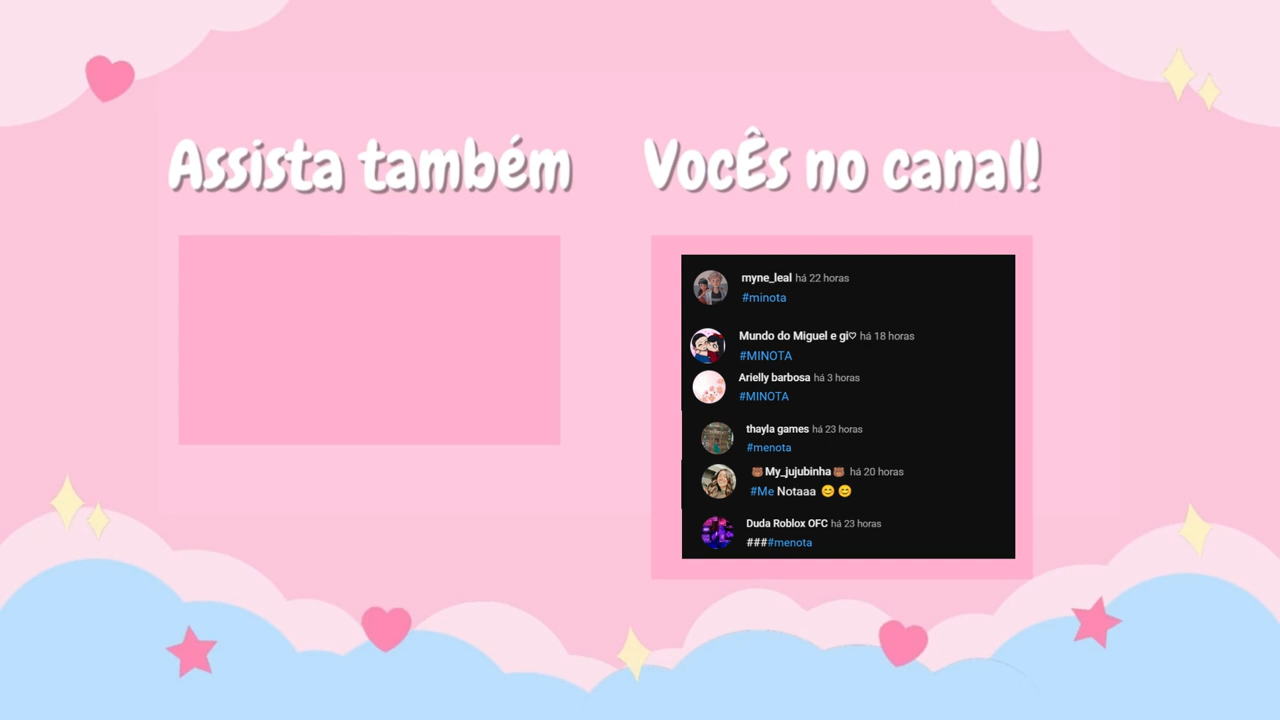 Assista também
VocÊs no canal!
myne_leal há 22 horas
#minota
Mundo do Miguel e gi♡ há 18 horas
#MINOTA
Arielly barbosa há 3 horas
#MINOTA
thayla games há 23 horas
#menota
🐻My_jujubinha🐻 há 20 horas
#Me Notaaa 😊 😊
Duda Roblox OFC há 23 horas
####menota